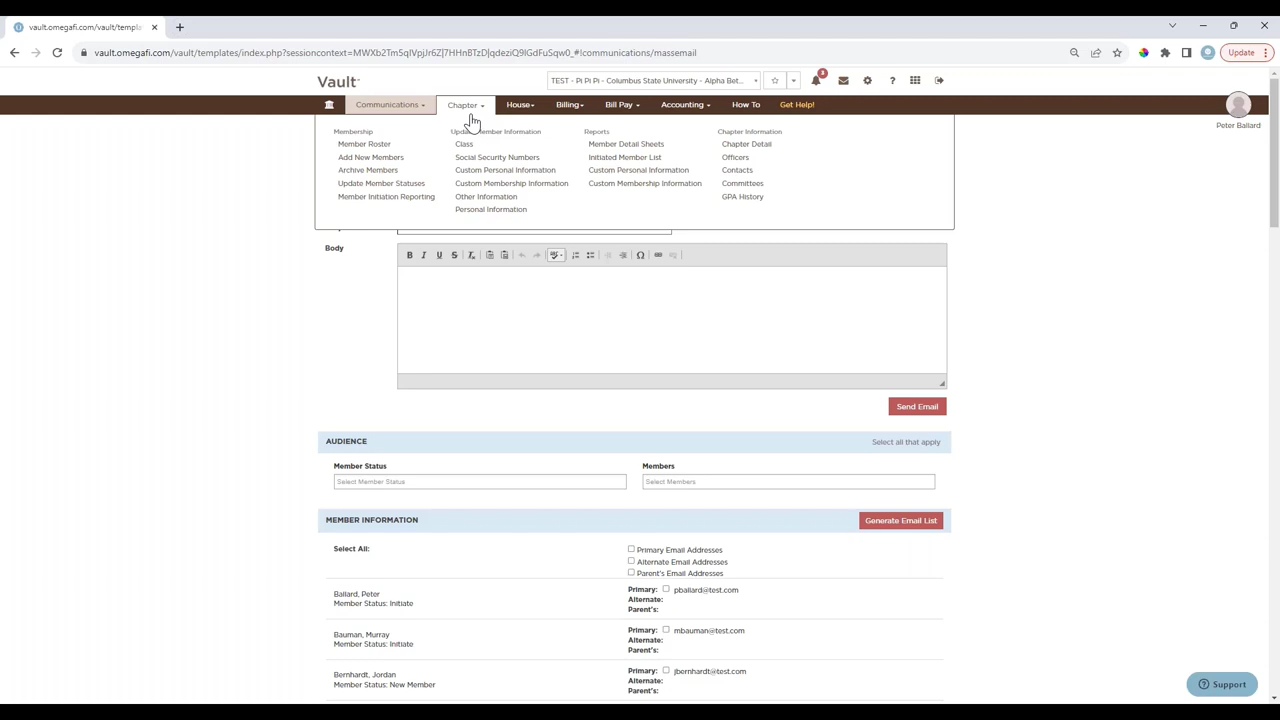 vault.omegafi.com/vault/templa
vault.omegafi.com/vault/templates/index.php?sessioncontext=MWXb2Tm5qIVpjJr6Zj7HHnBTzDJqdeziQ9IGdFuSqw0_#!communications/massemail
Update
Vault
TEST - Pi Pi Pi - Columbus State University - Alpha Bet...
3
Communications Chapter House Billing Bill Pay Accounting How To Get Help!
Peter Ballard
Membership
Member Roster
Add New Members
Archive Members
Update Member Statuses
Member Initiation Reporting
Member Information
Class
Social Security Numbers
Custom Personal Information
Custom Membership Information
Other Information
Personal Information
Reports
Member Detail Sheets
Initiated Member List
Custom Personal Information
Custom Membership Information
Chapter Information
Chapter Detail
Officers
Contacts
Committees
GPA History
Body
B I U S
Send Email
AUDIENCE Select all that apply
Member Status Members
Select Member Status Select Members
MEMBER INFORMATION Generate Email List
Select All:
Primary Email Addresses
Alternate Email Addresses
Parent's Email Addresses
Ballard, Peter
Member Status: Initiate
Primary: pballard@test.com
Alternate:
Parent's:
Bauman, Murray
Member Status: Initiate
Primary: mbauman@test.com
Alternate:
Parent's:
Bernhardt, Jordan
Member Status: New Member
Primary: jbernhardt@test.com
Alternate:
Parent's:
Support